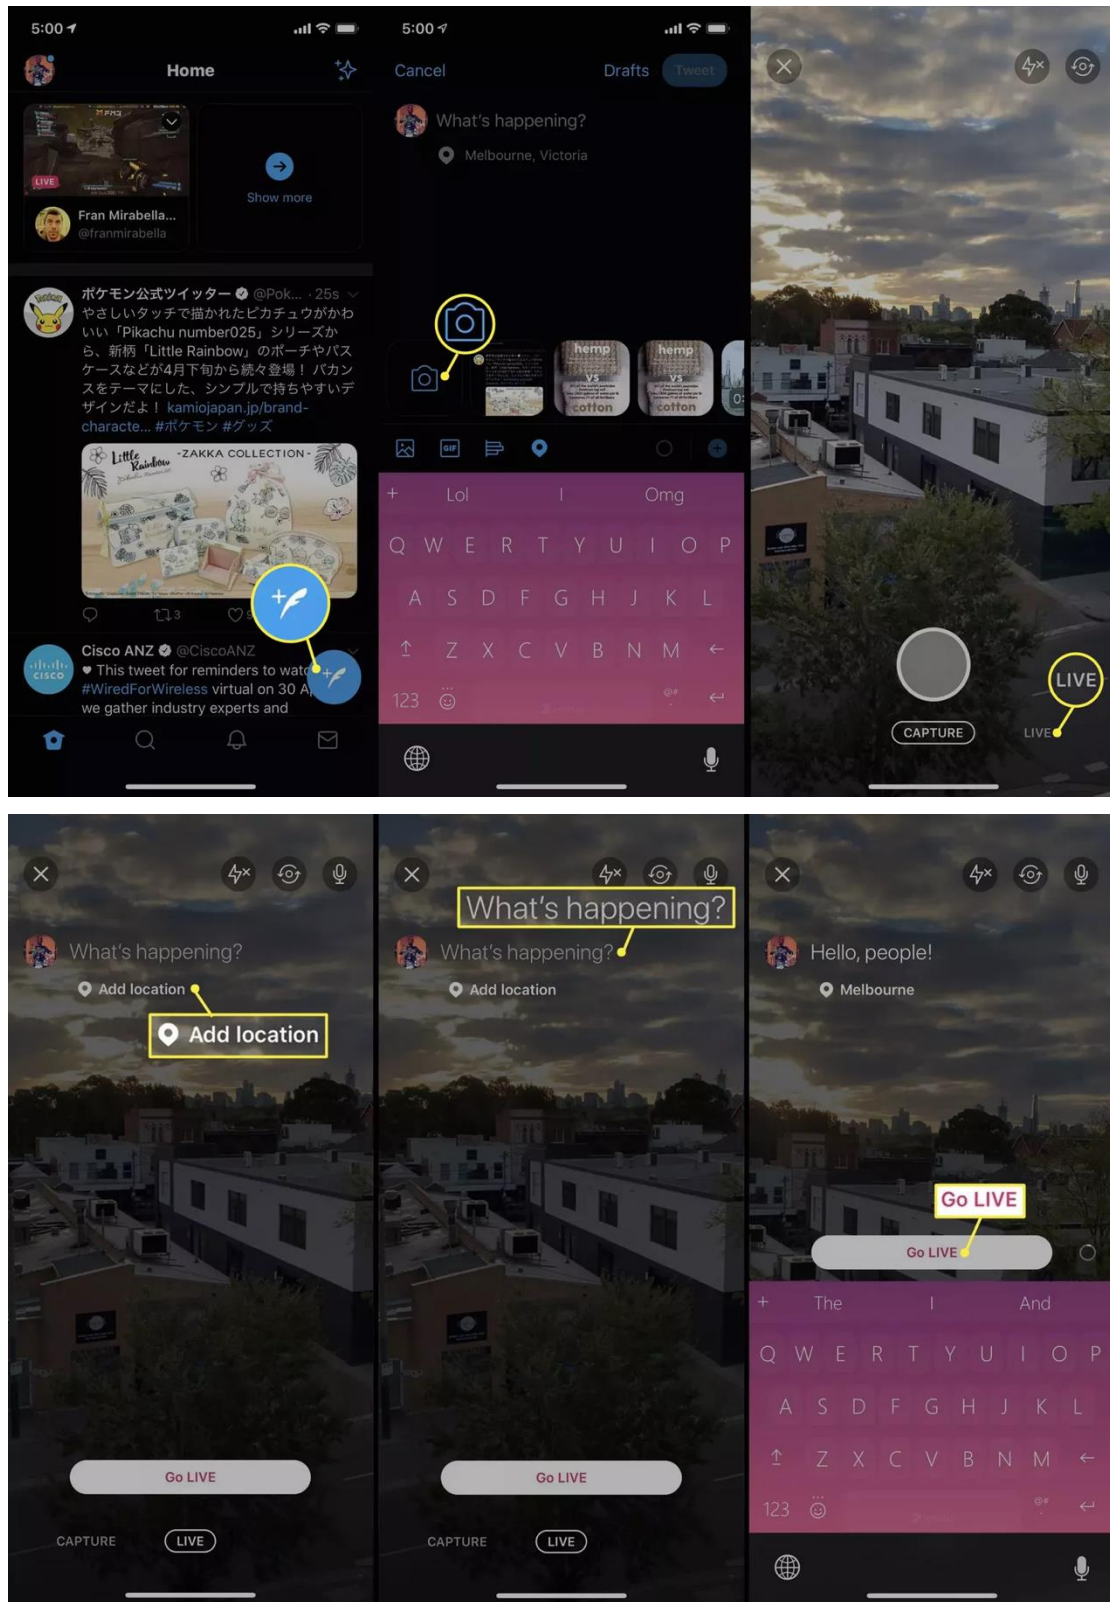 5:00
Home
LIVE
Fran Mirabella...
@franmirabella
Show more
ポケモン公式ツイッター @Pok... · 25s
やさしいタッチで描かれたピカチュウがかわ
いい「Pikachu number025」シリーズか
ら、新柄「Little Rainbow」のポーチやパス
ケースなどが4月下旬から続々登場！ バカン
スをテーマにした、シンプルで持ちやすいデ
ザインだよ！ kamiojapan.jp/brand-
characte... #ポケモン #グッズ
Little Rainbow -ZAKKA COLLECTION-
3
Cisco ANZ @CiscoANZ
This tweet for reminders to watc
#WiredForWireless virtual on 30 A
we gather industry experts and
CISCO
5:00
Cancel
Drafts
Tweet
What's happening?
Melbourne, Victoria
hemp
vs
cotton
hemp
vs
cotton
GIF
+ Lol I Omg
Q W E R T Y U I O P
A S D F G H J K L
Z X C V B N M
123
@#
LIVE
CAPTURE
LIVE
What's happening?
Add location
Add location
Go LIVE
CAPTURE
LIVE
What's happening?
What's happening?
Add location
Go LIVE
CAPTURE
LIVE
Hello, people!
Melbourne
Go LIVE
Go LIVE
+ The I And
Q W E R T Y U I O P
A S D F G H J K L
Z X C V B N M
123
@#